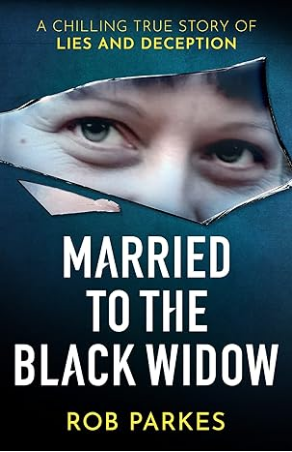 A CHILLING TRUE STORY OF
LIES AND DECEPTION
MARRIED
TO THE
BLACK WIDOW
ROB PARKES